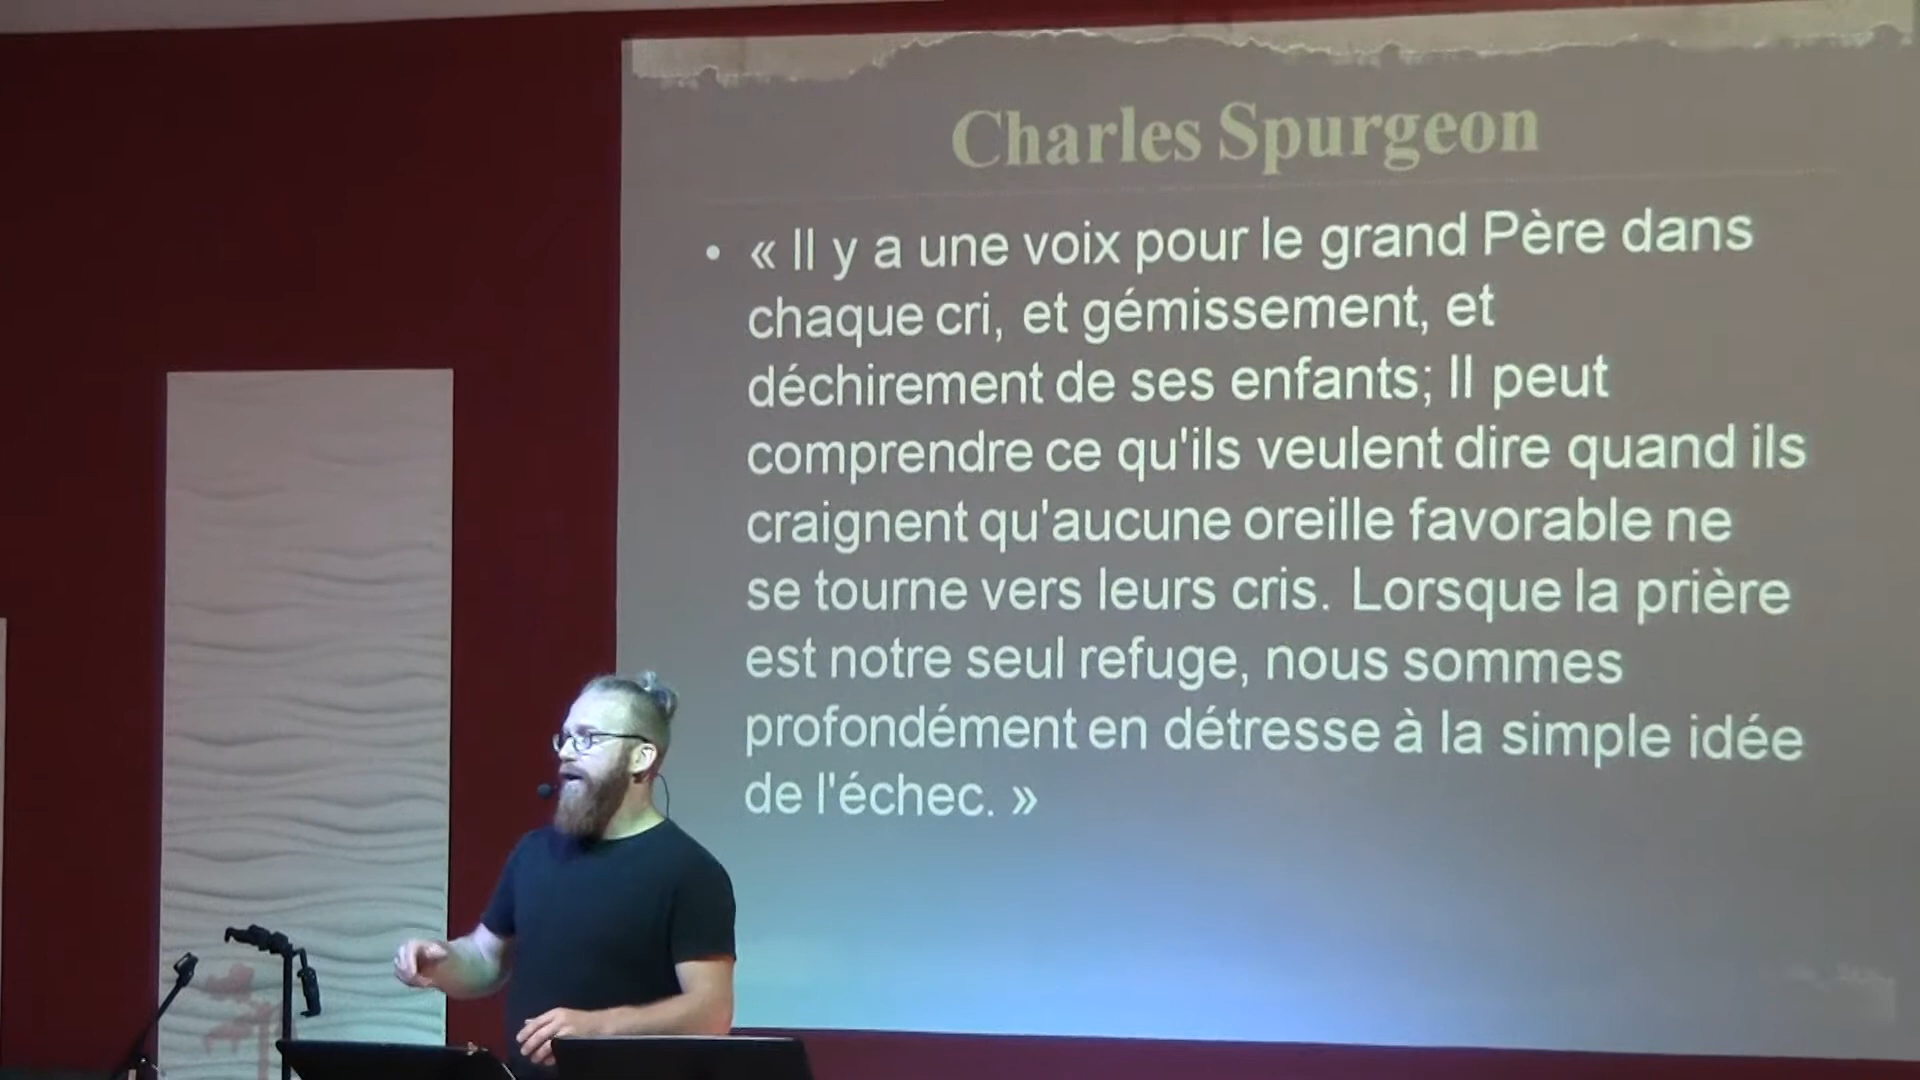 Charles Spurgeon
• « Il y a une voix pour le grand Père dans
chaque cri, et gémissement, et
déchirement de ses enfants; Il peut
comprendre ce qu'ils veulent dire quand ils
craignent qu'aucune oreille favorable ne
se tourne vers leurs cris. Lorsque la prière
est notre seul refuge, nous sommes
profondément en détresse à la simple idée
de l'échec. »